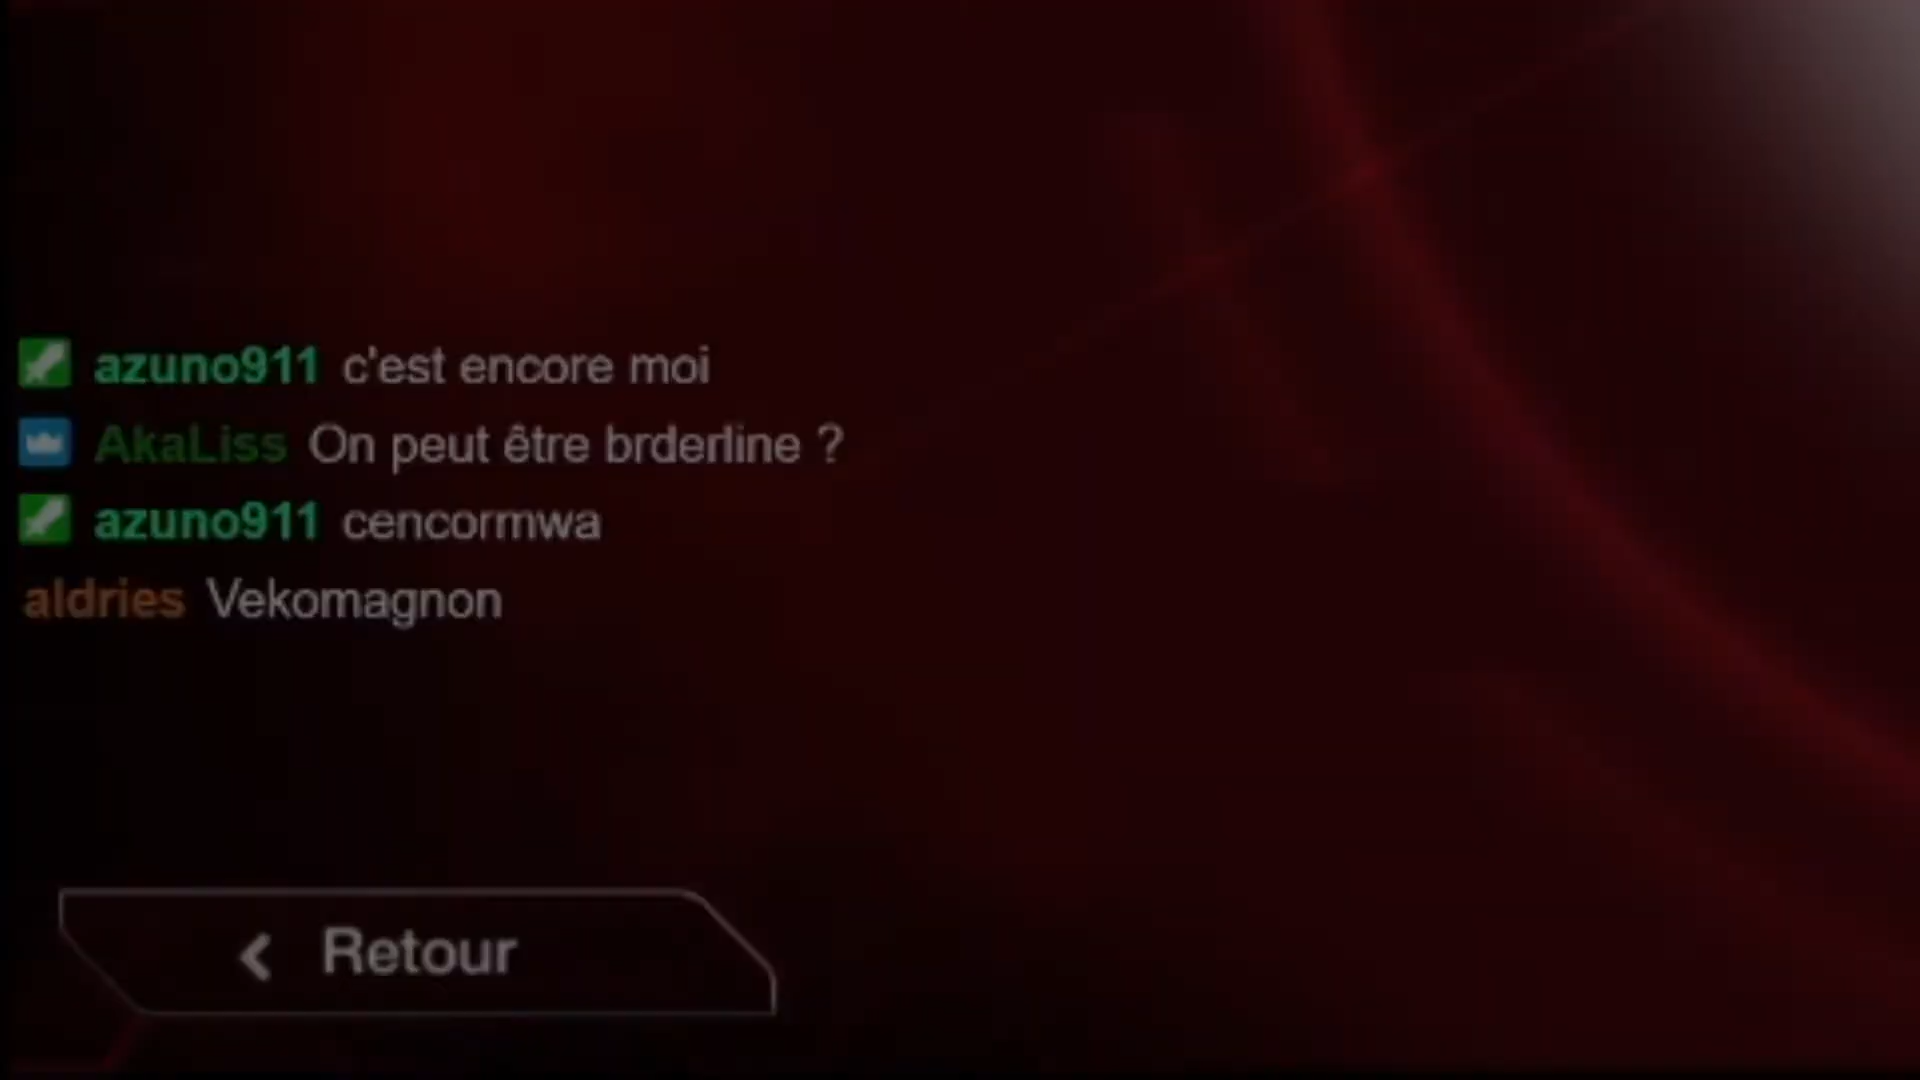 azuno911 c'est encore moi
AkaLiss On peut être brderline ?
azuno911 cencormwa
aldries Vekomagnon
Retour